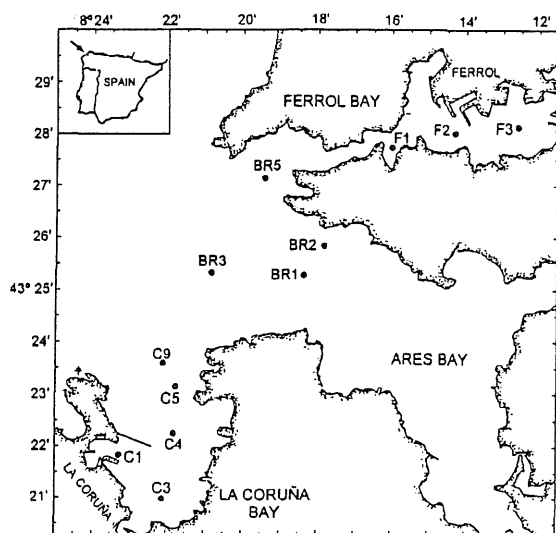 8° 24' 22' 20' 18' 16' 14' 12'
29'
28'
27'
26'
43° 25'
24'
23'
22'
21'
SPAIN
FERROL
FERROL BAY
F1
F2
F3
BR5
BR2
BR3
BR1
C9
ARES BAY
C5
C4
C1
C3
LA CORUÑA
LA CORUÑA
BAY